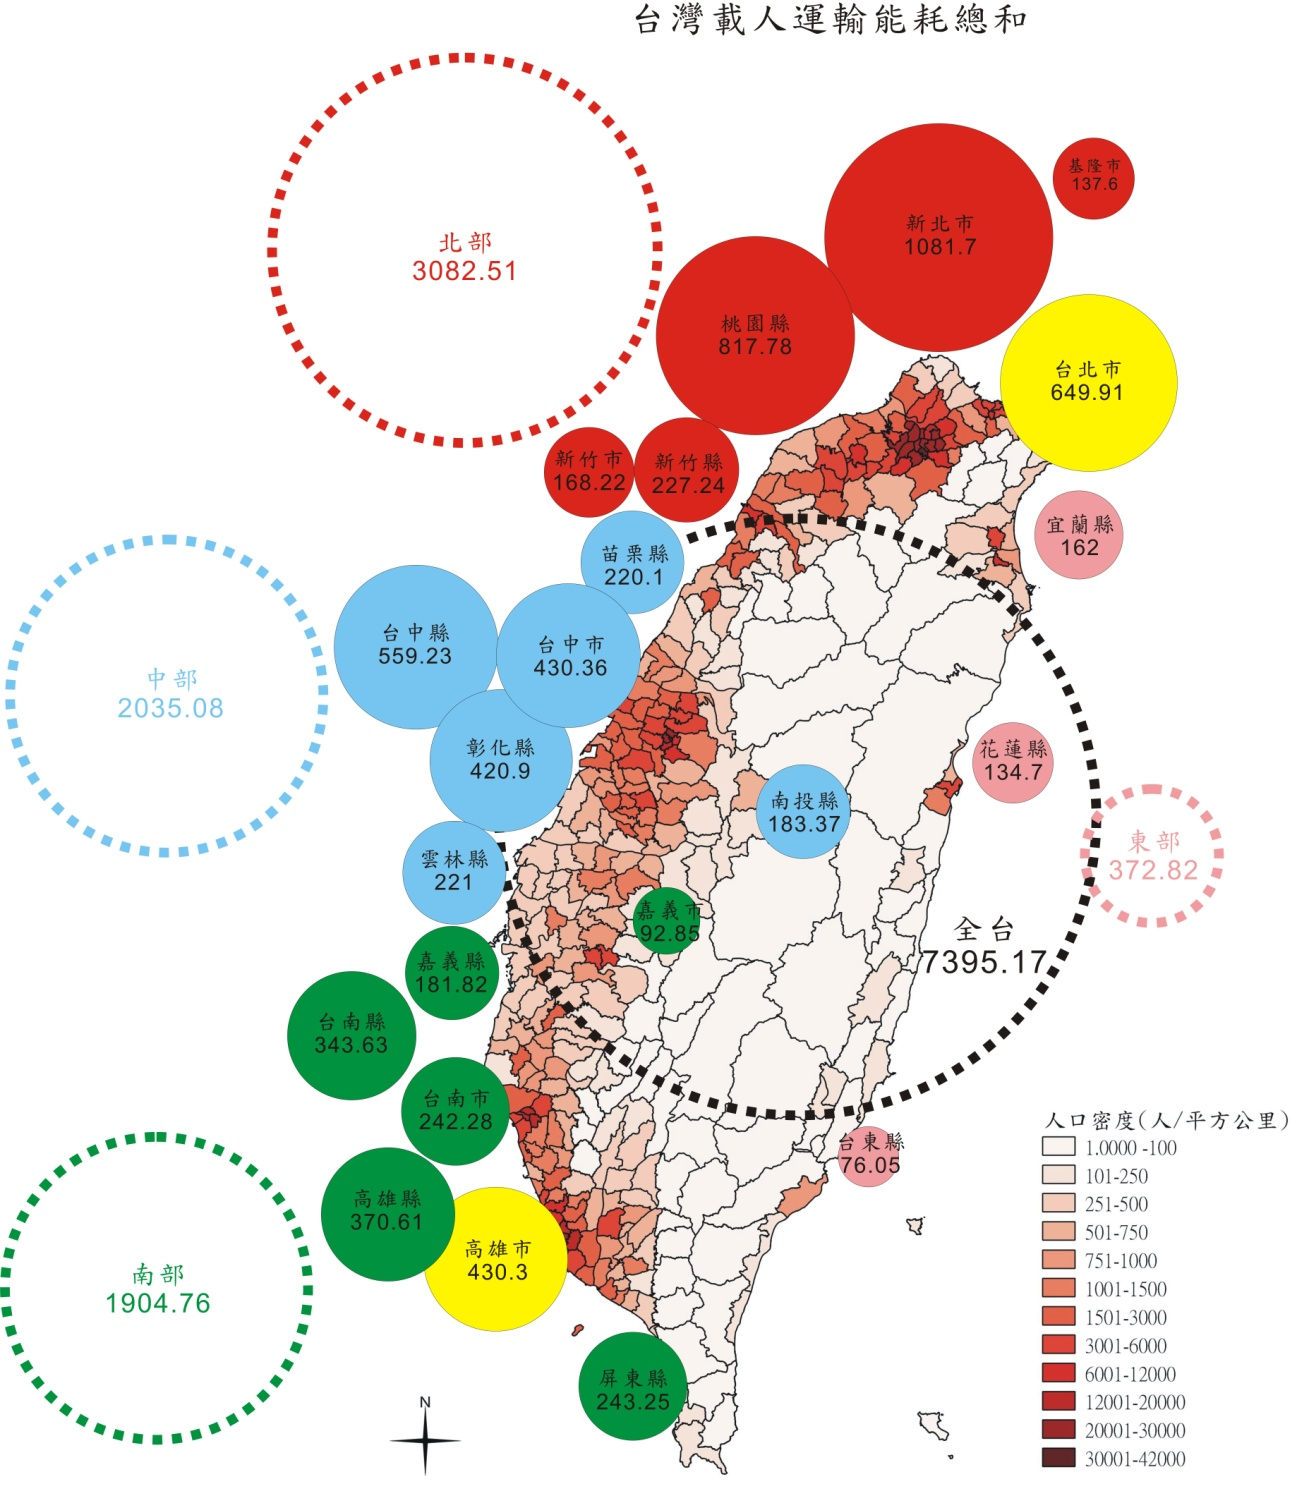 台灣載人運輸能耗總和
基隆市
137.6
新北市
1081.7
北部
3082.51
桃園縣
817.78
台北市
649.91
新竹市
168.22
新竹縣
227.24
宜蘭縣
162
苗栗縣
220.1
台中縣
559.23
台中市
430.36
中部
2035.08
彰化縣
420.9
花蓮縣
134.7
南投縣
183.37
東部
372.82
雲林縣
221
嘉義市
92.85
全台
7395.17
嘉義縣
181.82
台南縣
343.63
台南市
242.28
台東縣
76.05
高雄縣
370.61
高雄市
430.3
南部
1904.76
屏東縣
243.25
N
人口密度(人/平方公里)
1.0000 -100
101-250
251-500
501-750
751-1000
1001-1500
1501-3000
3001-6000
6001-12000
12001-20000
20001-30000
30001-42000